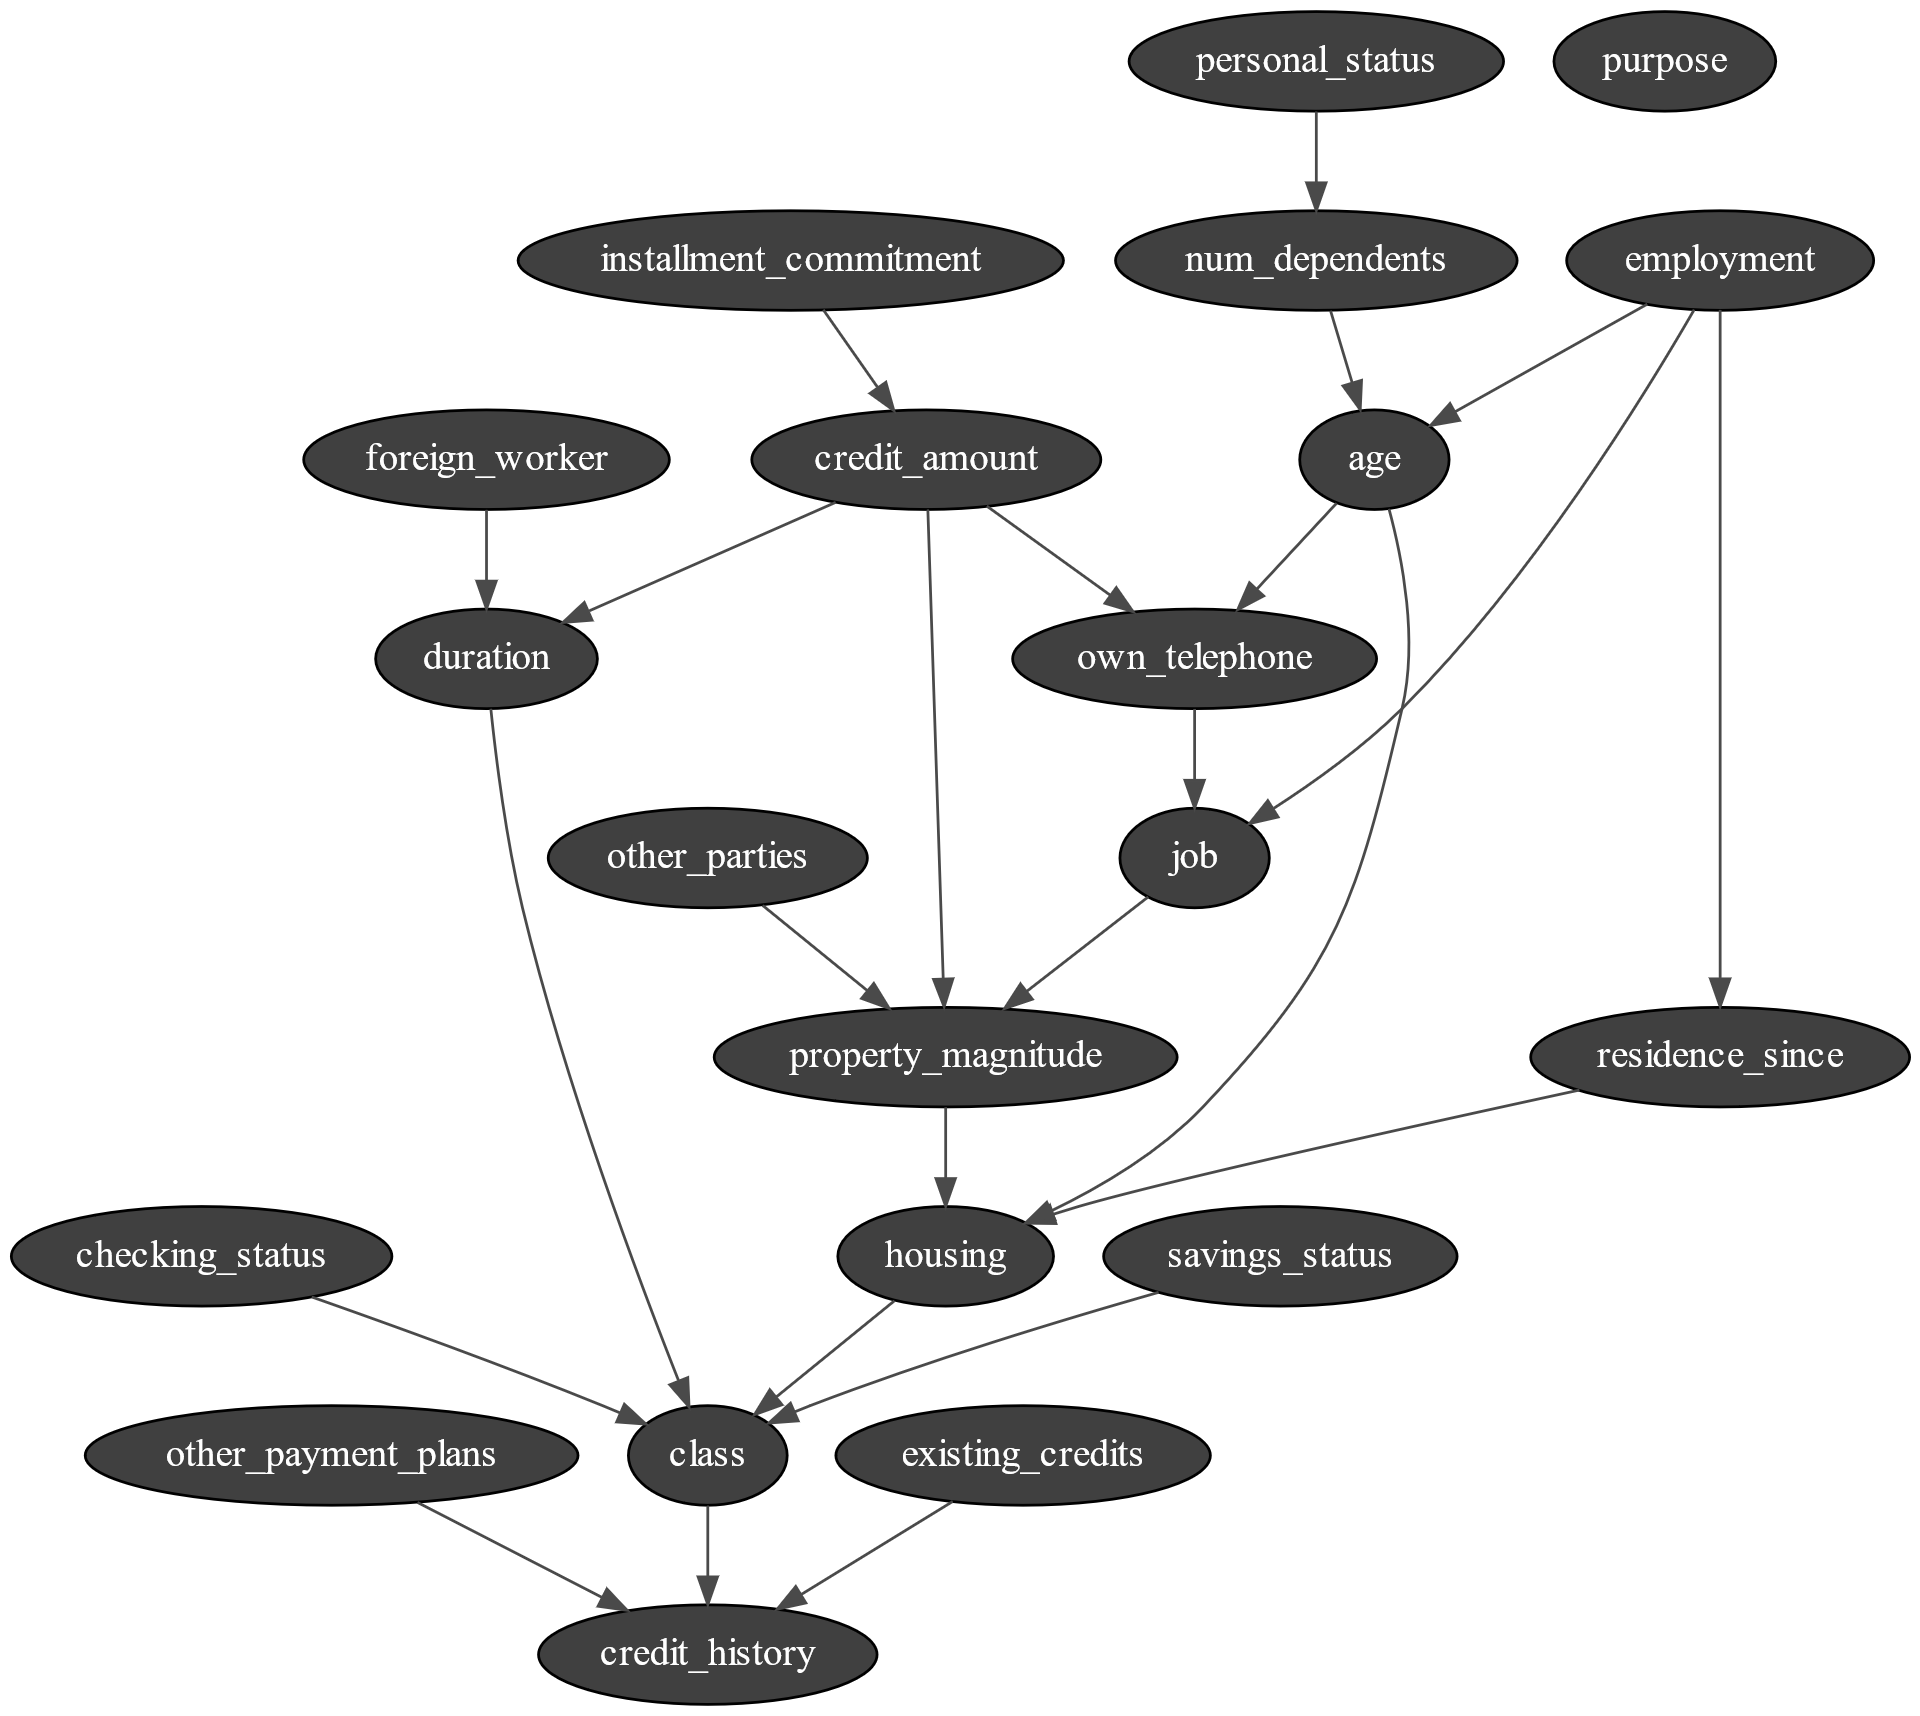 personal_status
purpose
installment_commitment
num_dependents
employment
foreign_worker
credit_amount
age
duration
own_telephone
other_parties
job
property_magnitude
residence_since
checking_status
housing
savings_status
other_payment_plans
class
existing_credits
credit_history